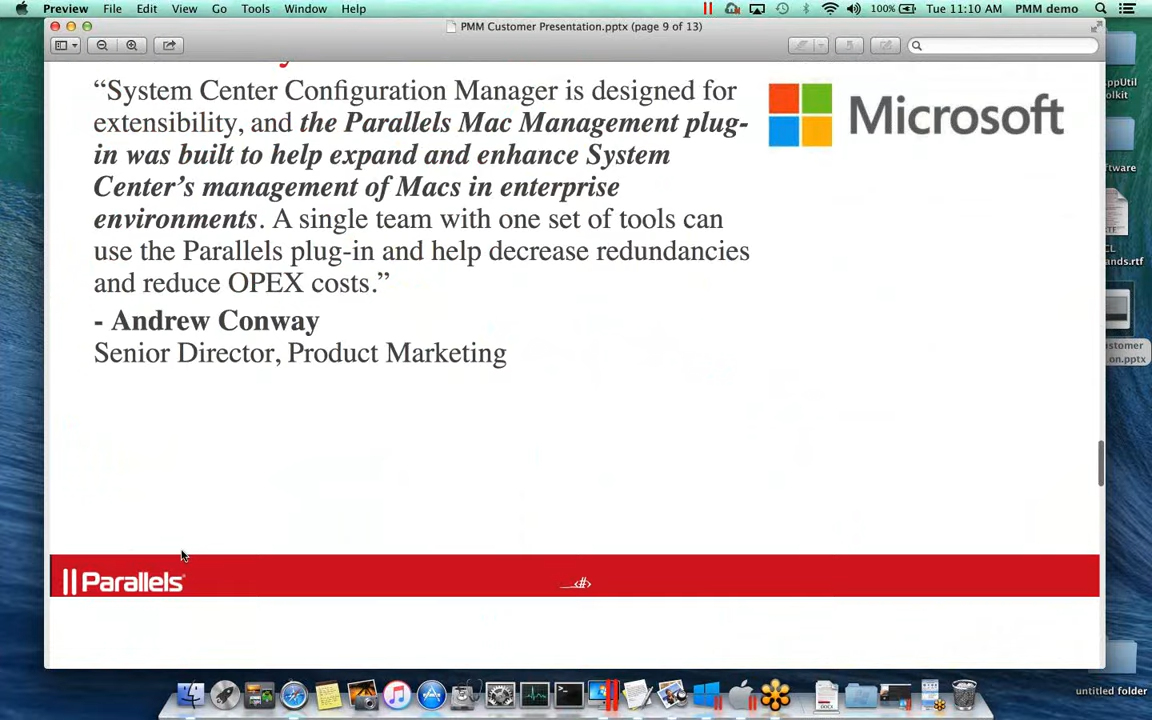 Preview File Edit View Go Tools Window Help 100% Tue 11:10 AM PMM demo
PMM Customer Presentation.pptx (page 9 of 13)
“System Center Configuration Manager is designed for
extensibility, and the Parallels Mac Management plug-
in was built to help expand and enhance System
Center’s management of Macs in enterprise
environments. A single team with one set of tools can
use the Parallels plug-in and help decrease redundancies
and reduce OPEX costs.”
- Andrew Conway
Senior Director, Product Marketing
Microsoft
Parallels
‹#›
untitled folder